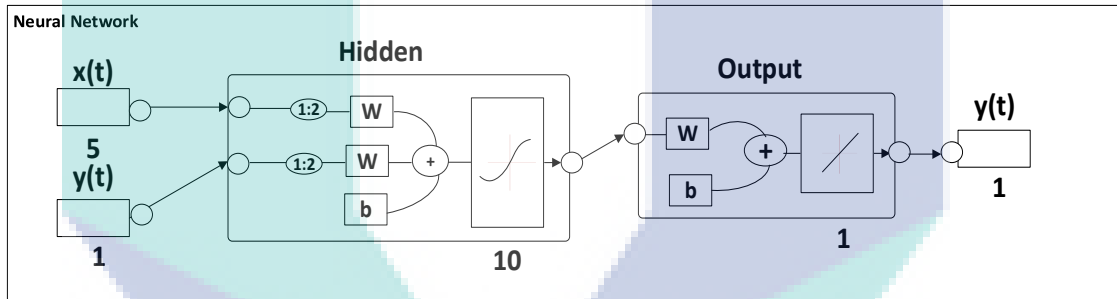 Neural Network
Hidden
Output
x(t)
5
y(t)
1
1:2
W
1:2
W
b
+
10
W
b
+
1
y(t)
1